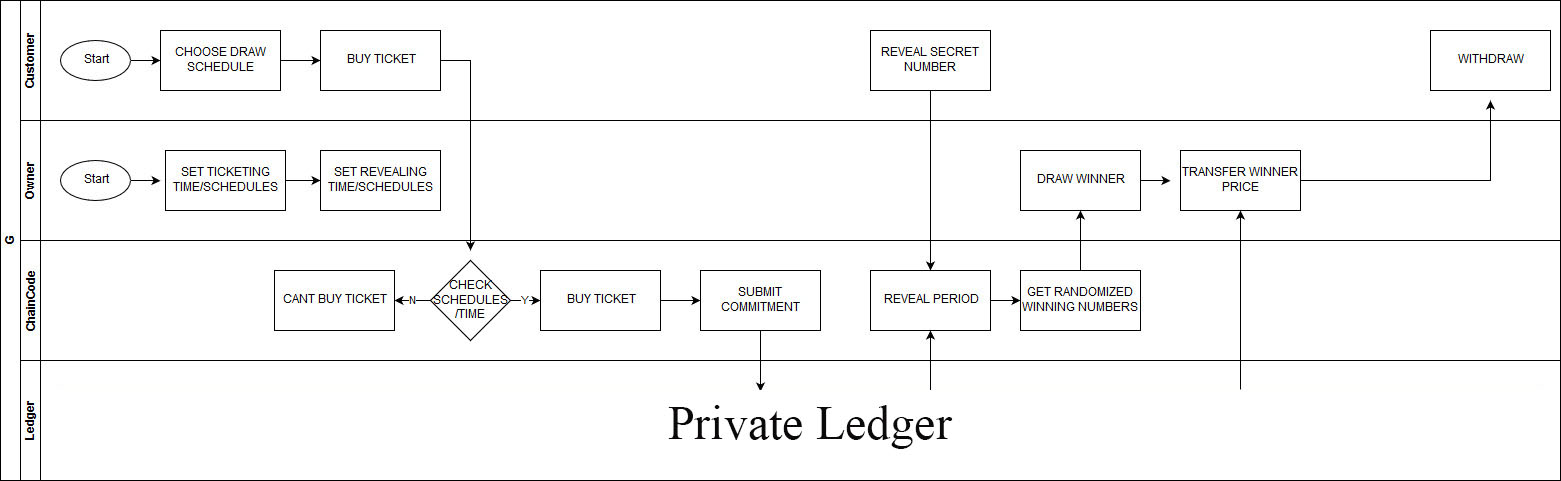 G
Customer
Start
CHOOSE DRAW
SCHEDULE
BUY TICKET
REVEAL SECRET
NUMBER
WITHDRAW
Owner
Start
SET TICKETING
TIME/SCHEDULES
SET REVEALING
TIME/SCHEDULES
DRAW WINNER
TRANSFER WINNER
PRICE
ChainCode
CANT BUY TICKET
N
CHECK
SCHEDULES
/TIME
Y
BUY TICKET
SUBMIT
COMMITMENT
REVEAL PERIOD
GET RANDOMIZED
WINNING NUMBERS
Ledger
Private Ledger